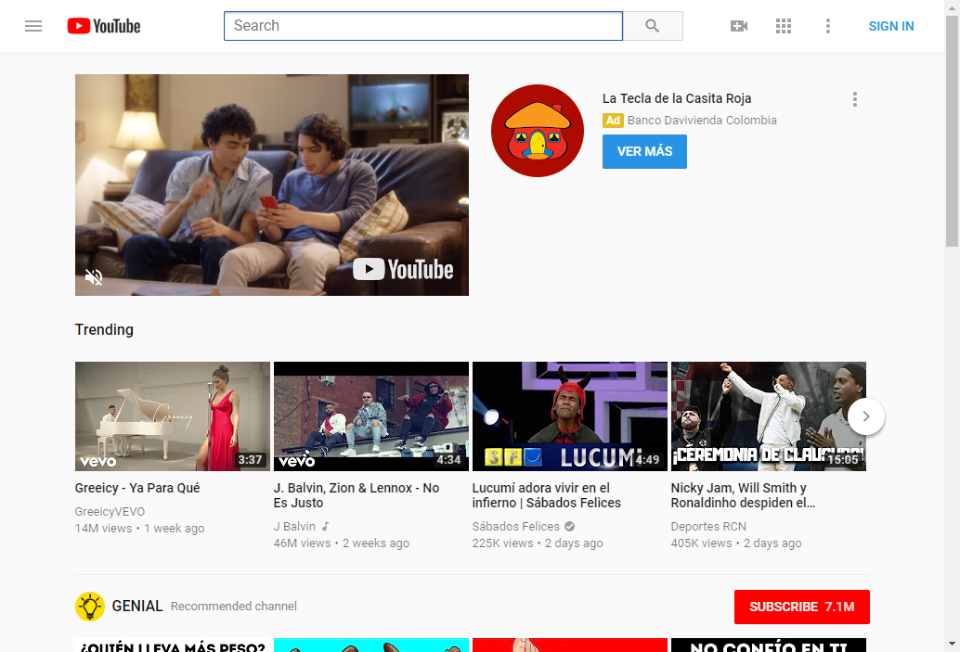 YouTube
Search
SIGN IN
YouTube
La Tecla de la Casita Roja
Ad Banco Davivienda Colombia
VER MÁS
Trending
Greeicy
vevo
3:37
vevo
4:34
SFC
LUCUMÍ
4:49
¡CEREMONIA DE CLAUSURA!
15:05
Greeicy - Ya Para Qué
GreeicyVEVO
14M views • 1 week ago
J. Balvin, Zion & Lennox - No
Es Justo
J Balvin
46M views • 2 weeks ago
Lucumí adora vivir en el
infierno | Sábados Felices
Sábados Felices
225K views • 2 days ago
Nicky Jam, Will Smith y
Ronaldinho despiden el…
Deportes RCN
405K views • 2 days ago
GENIAL Recommended channel
SUBSCRIBE 7.1M
¿QUIÉN LLEVA MÁS PESO?
NO CONFÍO EN TI